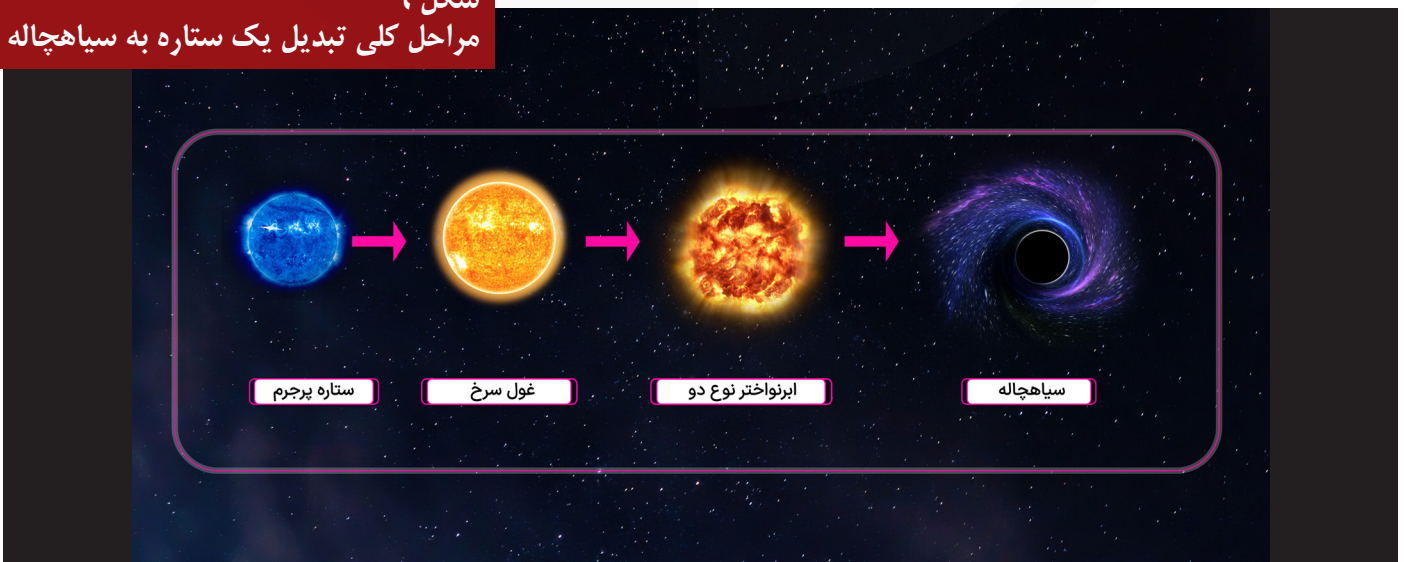 مراحل کلی تبدیل یک ستاره به سیاهچاله
ستاره پرجرم
غول سرخ
ابرنواختر نوع دو
سیاهچاله